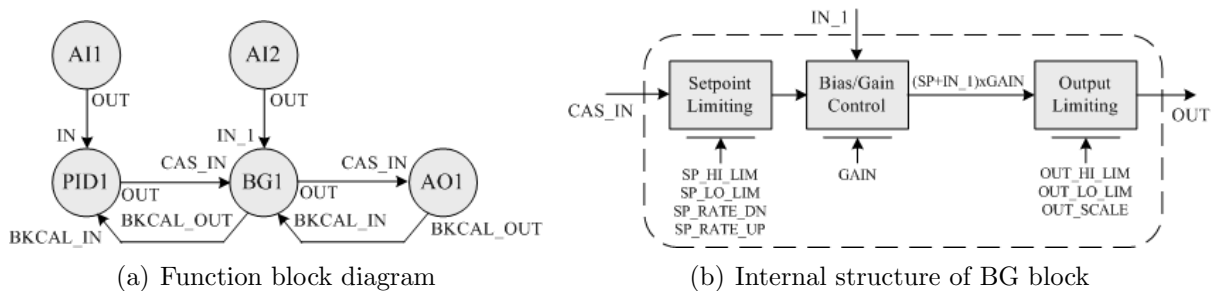 AI1
AI2
OUT
OUT
IN
IN_1
PID1
CAS_IN
OUT
BG1
CAS_IN
OUT
AO1
BKCAL_IN
BKCAL_OUT
BKCAL_IN
BKCAL_OUT
(a) Function block diagram
IN_1
CAS_IN
Setpoint
Limiting
Bias/Gain
Control
(SP+IN_1)xGAIN
Output
Limiting
OUT
SP_HI_LIM
SP_LO_LIM
SP_RATE_DN
SP_RATE_UP
GAIN
OUT_HI_LIM
OUT_LO_LIM
OUT_SCALE
(b) Internal structure of BG block